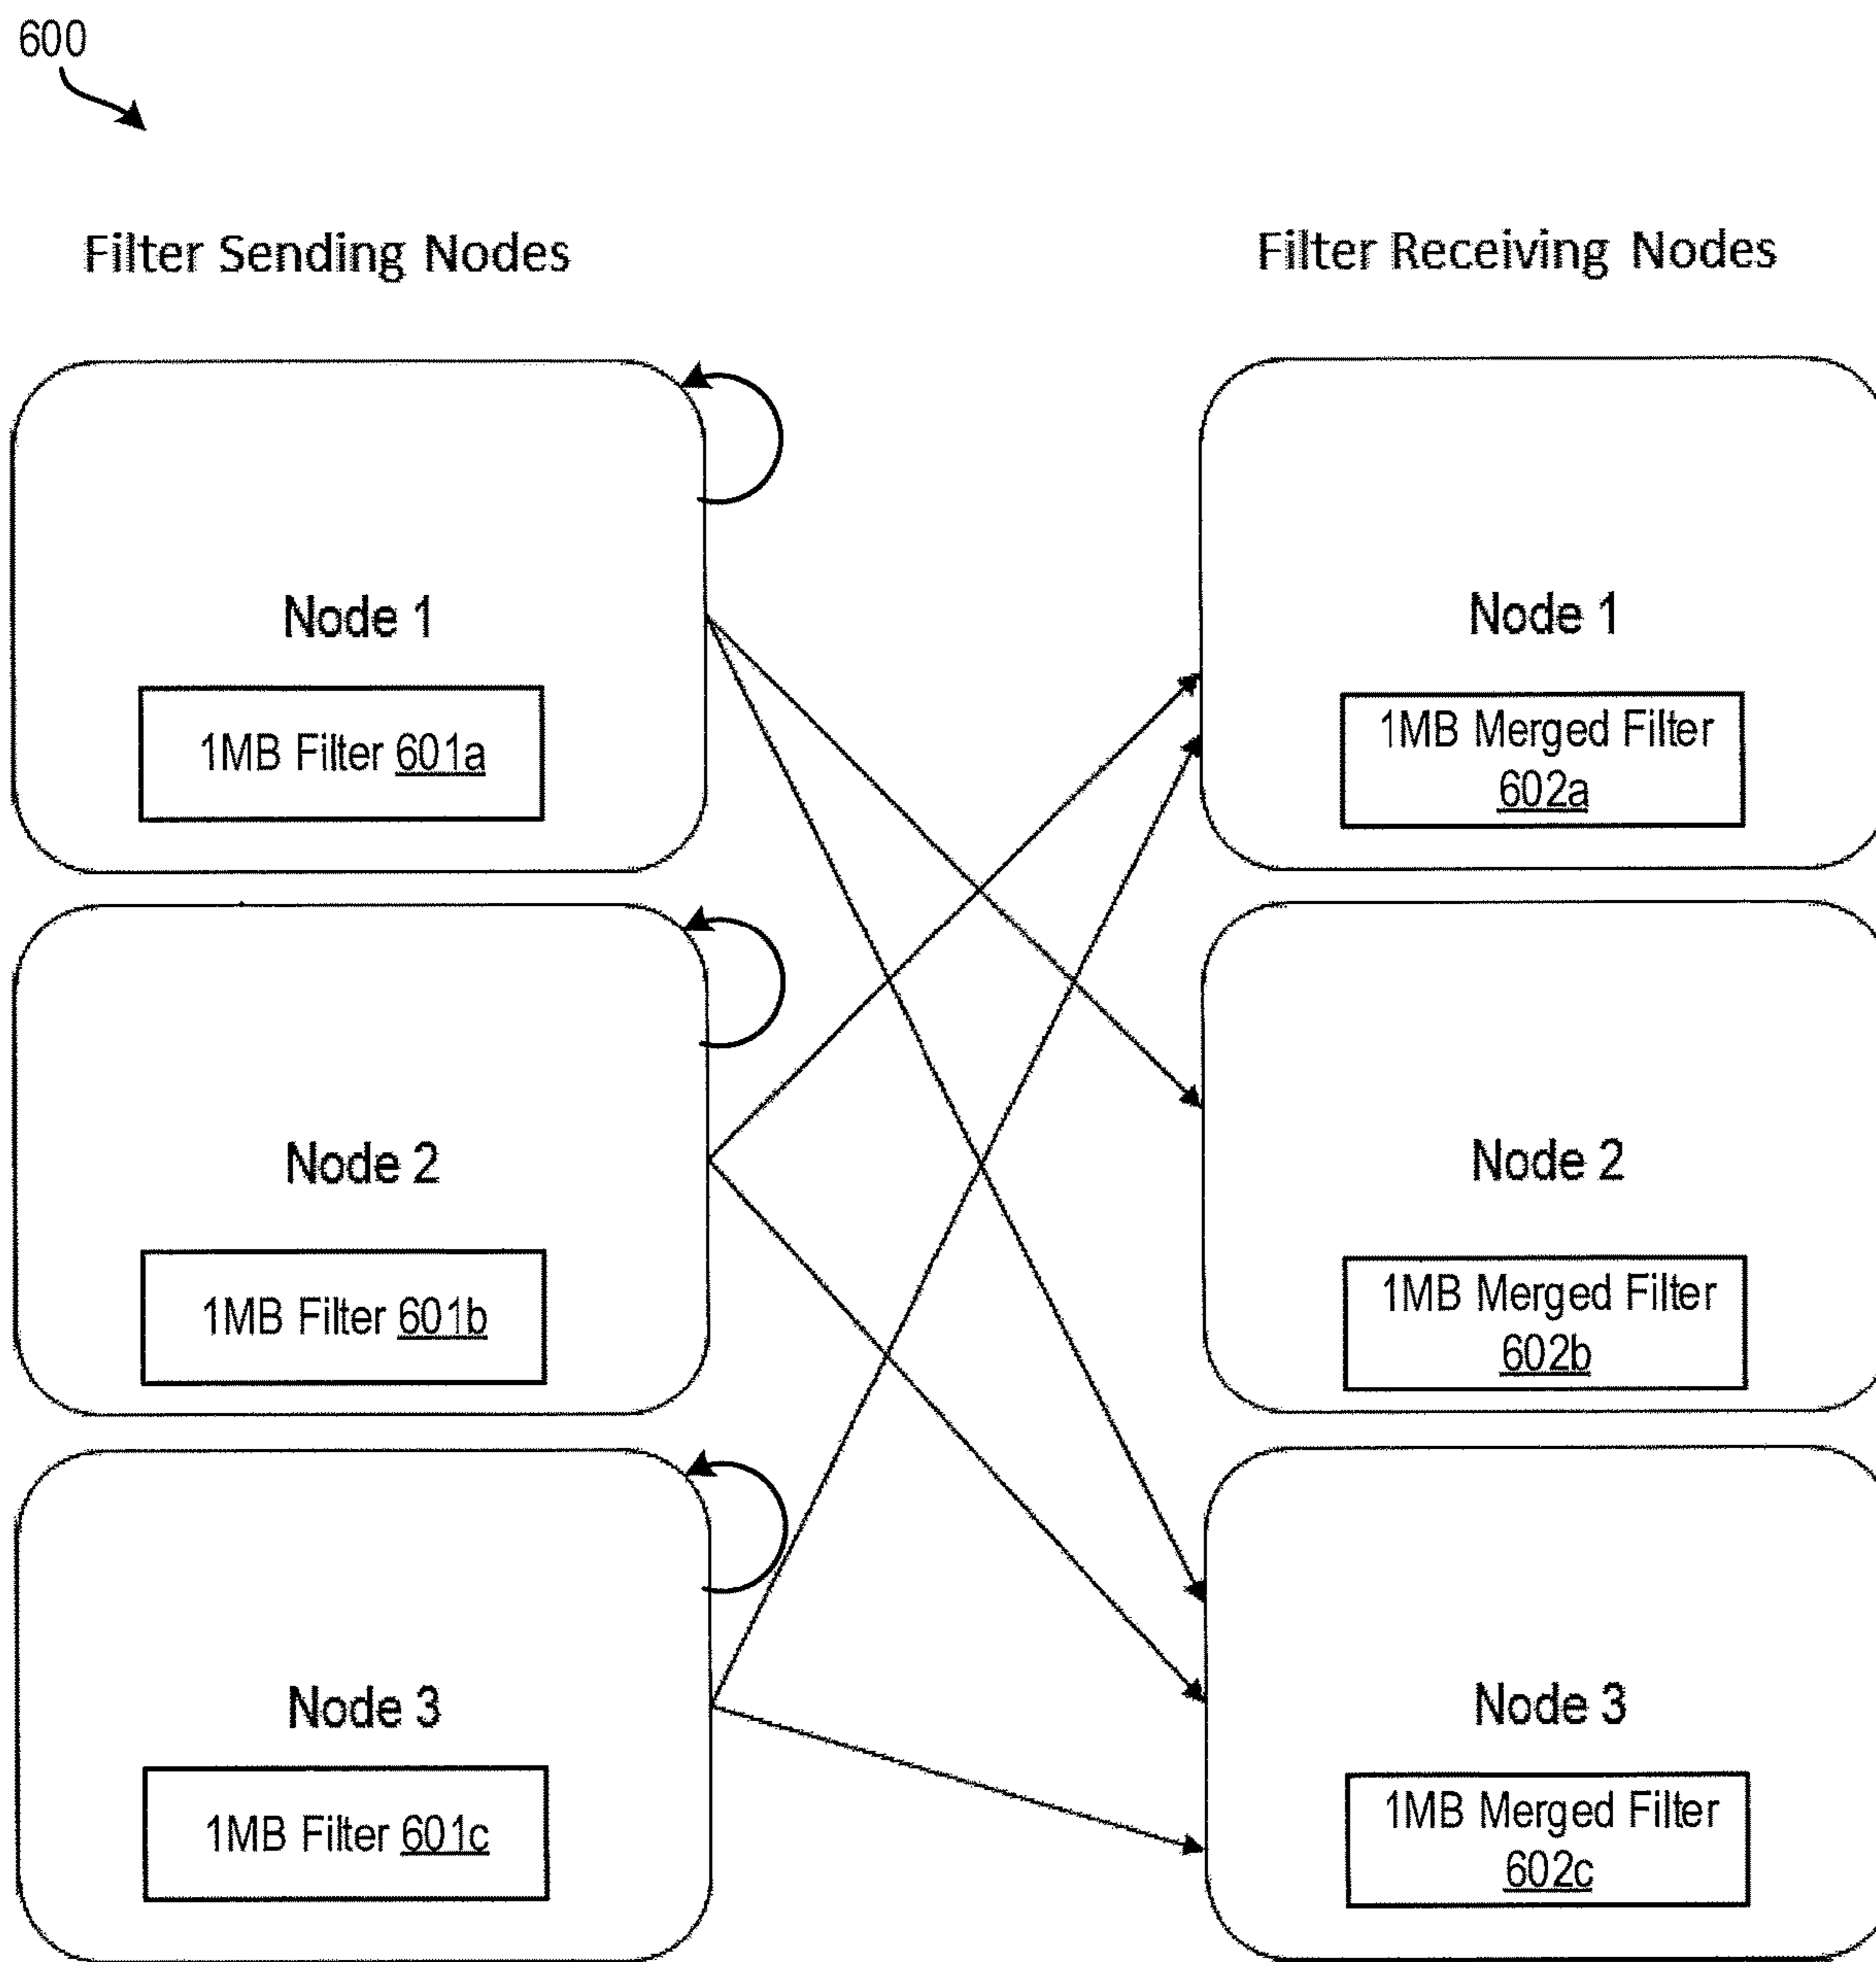 600
Filter Sending Nodes
Filter Receiving Nodes
Node 1
1MB Filter 601a
Node 2
1MB Filter 601b
Node 3
1MB Filter 601c
Node 1
1MB Merged Filter
602a
Node 2
1MB Merged Filter
602b
Node 3
1MB Merged Filter
602c